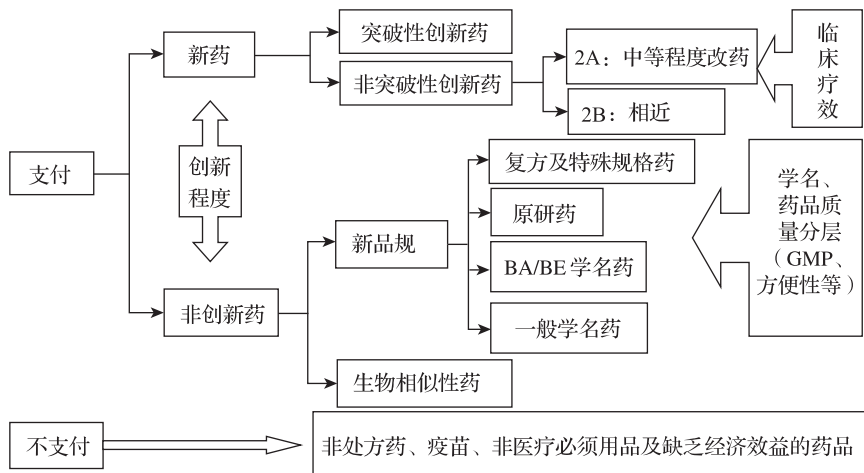 支付
新药
创新
程度
非创新药
突破性创新药
非突破性创新药
2A：中等程度改药
2B：相近
临
床
疗
效
新品规
生物相似性药
复方及特殊规格药
原研药
BA/BE学名药
一般学名药
学名、
药品质
量分层
（GMP、
方便性等）
不支付
非处方药、疫苗、非医疗必须用品及缺乏经济效益的药品